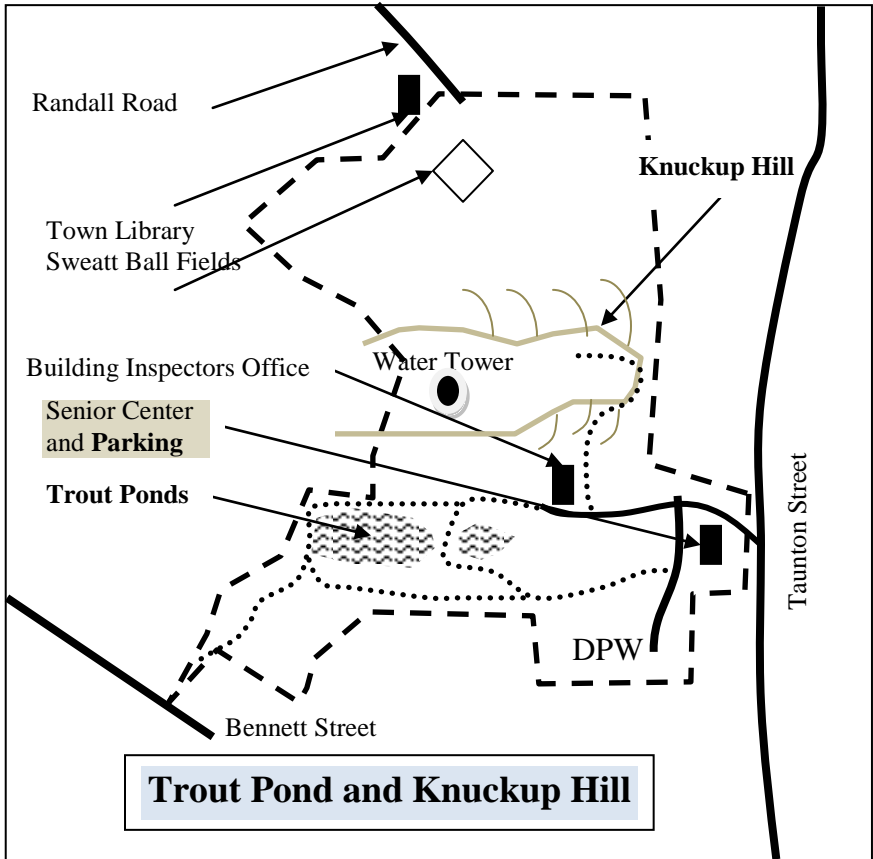 Randall Road
Knuckup Hill
Town Library
Sweatt Ball Fields
Water Tower
Building Inspectors Office
Senior Center
and Parking
Trout Ponds
Taunton Street
DPW
Bennett Street
Trout Pond and Knuckup Hill